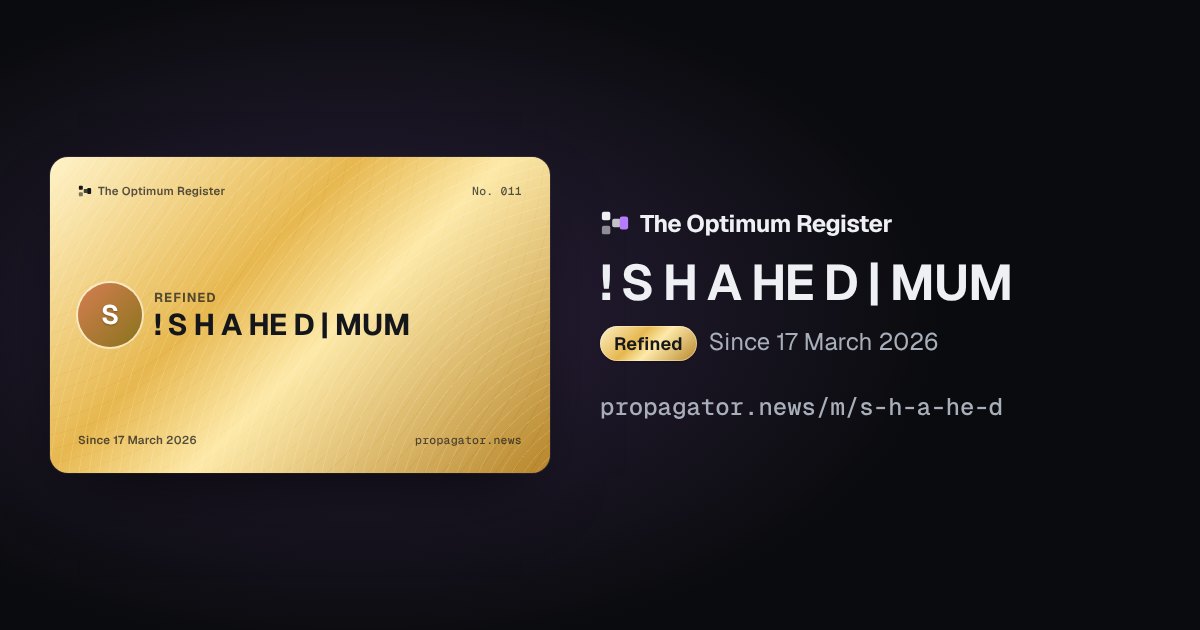 The Optimum Register
No. 011
S
REFINED
! S H A HE D | MUM
Since 17 March 2026
propagator.news
The Optimum Register
! S H A HE D | MUM
Refined
Since 17 March 2026
propagator.news/m/s-h-a-he-d